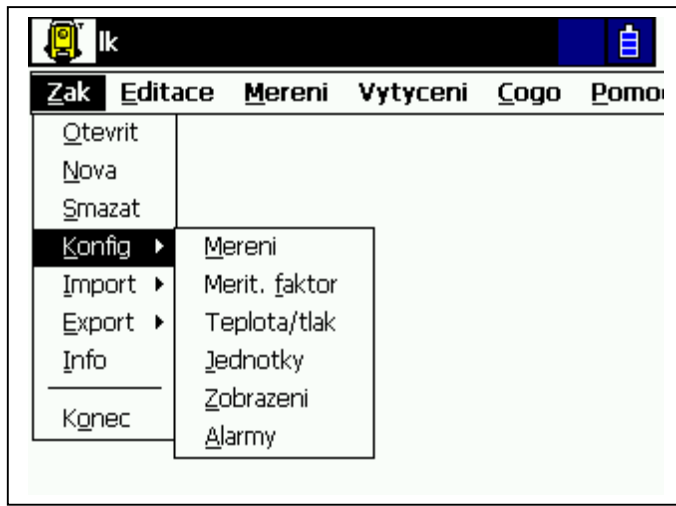 lk
Zak Editace Mereni Vytyceni Cogo Pomo
Otevrit
Nova
Smazat
Konfig
Import
Export
Info
Konec
Mereni
Merit. faktor
Teplota/tlak
Jednotky
Zobrazeni
Alarmy